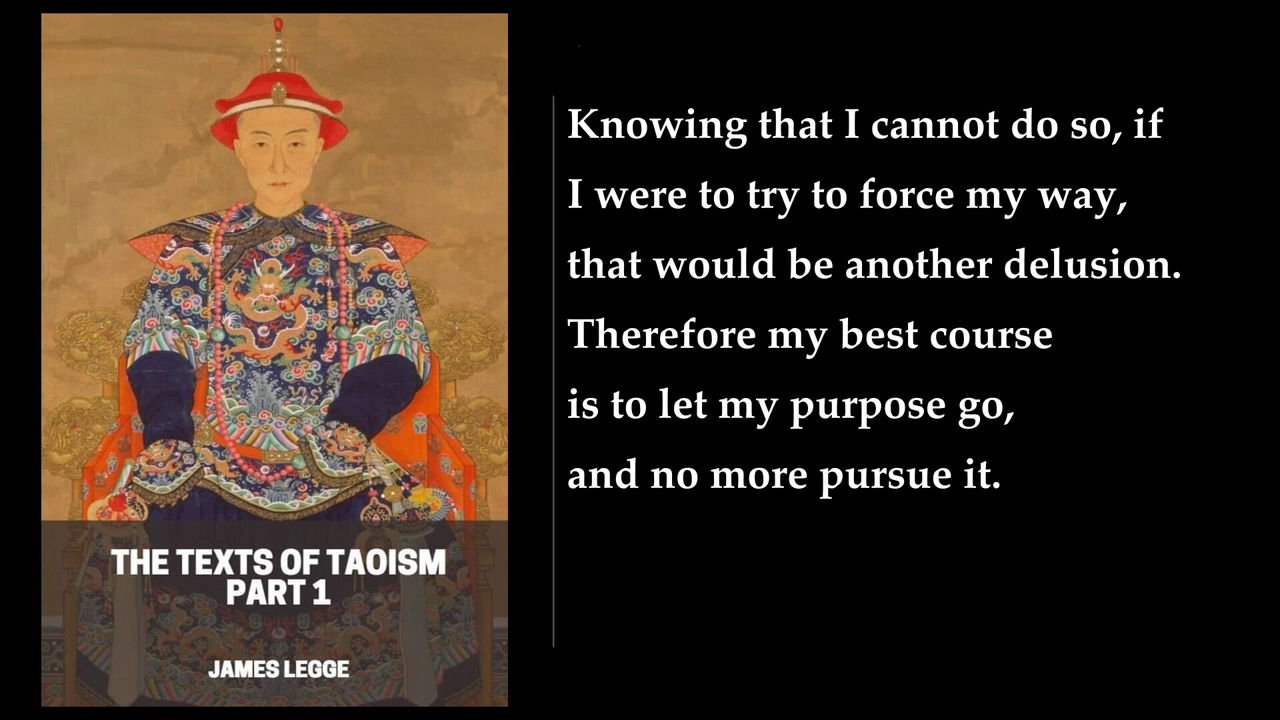 THE TEXTS OF TAOISM
PART 1
JAMES LEGGE
Knowing that I cannot do so, if
I were to try to force my way,
that would be another delusion.
Therefore my best course
is to let my purpose go,
and no more pursue it.